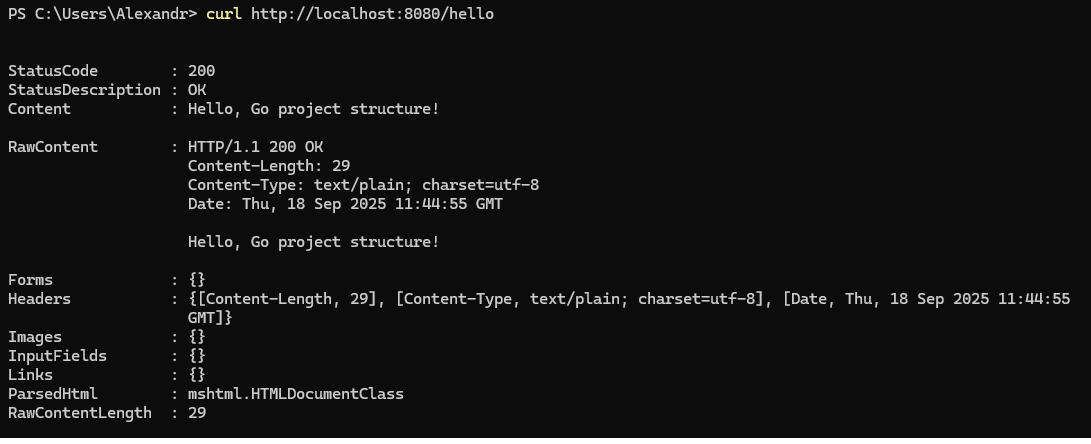 PS C:\Users\Alexandr> curl http://localhost:8080/hello
StatusCode        : 200
StatusDescription : OK
Content           : Hello, Go project structure!
RawContent        : HTTP/1.1 200 OK
                    Content-Length: 29
                    Content-Type: text/plain; charset=utf-8
                    Date: Thu, 18 Sep 2025 11:44:55 GMT
                    Hello, Go project structure!
Forms             : {}
Headers           : {[Content-Length, 29], [Content-Type, text/plain; charset=utf-8], [Date, Thu, 18 Sep 2025 11:44:55
                    GMT]}
Images            : {}
InputFields       : {}
Links             : {}
ParsedHtml        : mshtml.HTMLDocumentClass
RawContentLength  : 29